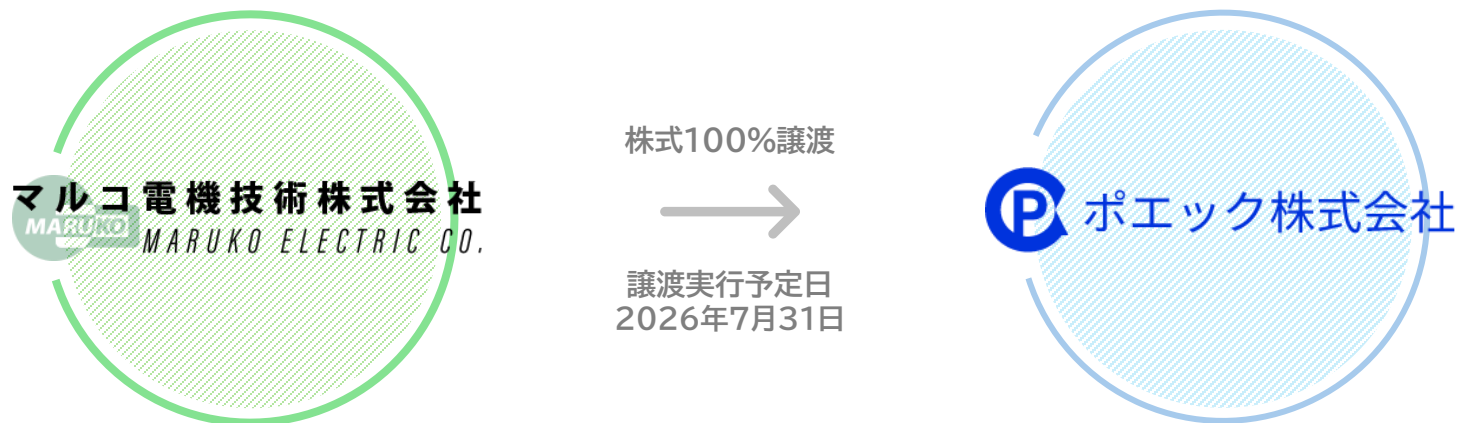 マルコ電機技術株式会社
MARUKO
MARUKO ELECTRIC CO.
株式100%譲渡
譲渡実行予定日
2026年7月31日
P
ポエック株式会社